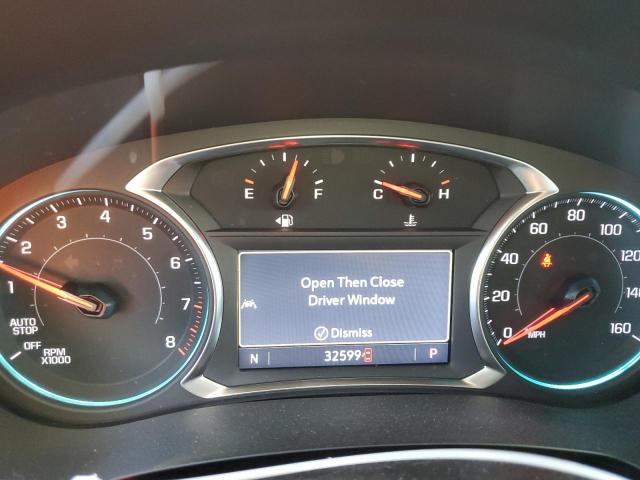 E F
C H
1 2 3 4 5 6 7 8
AUTO
STOP
OFF
RPM
X1000
Open Then Close
Driver Window
Dismiss
N 32599 P
0 20 40 60 80 100 120 140 160
MPH